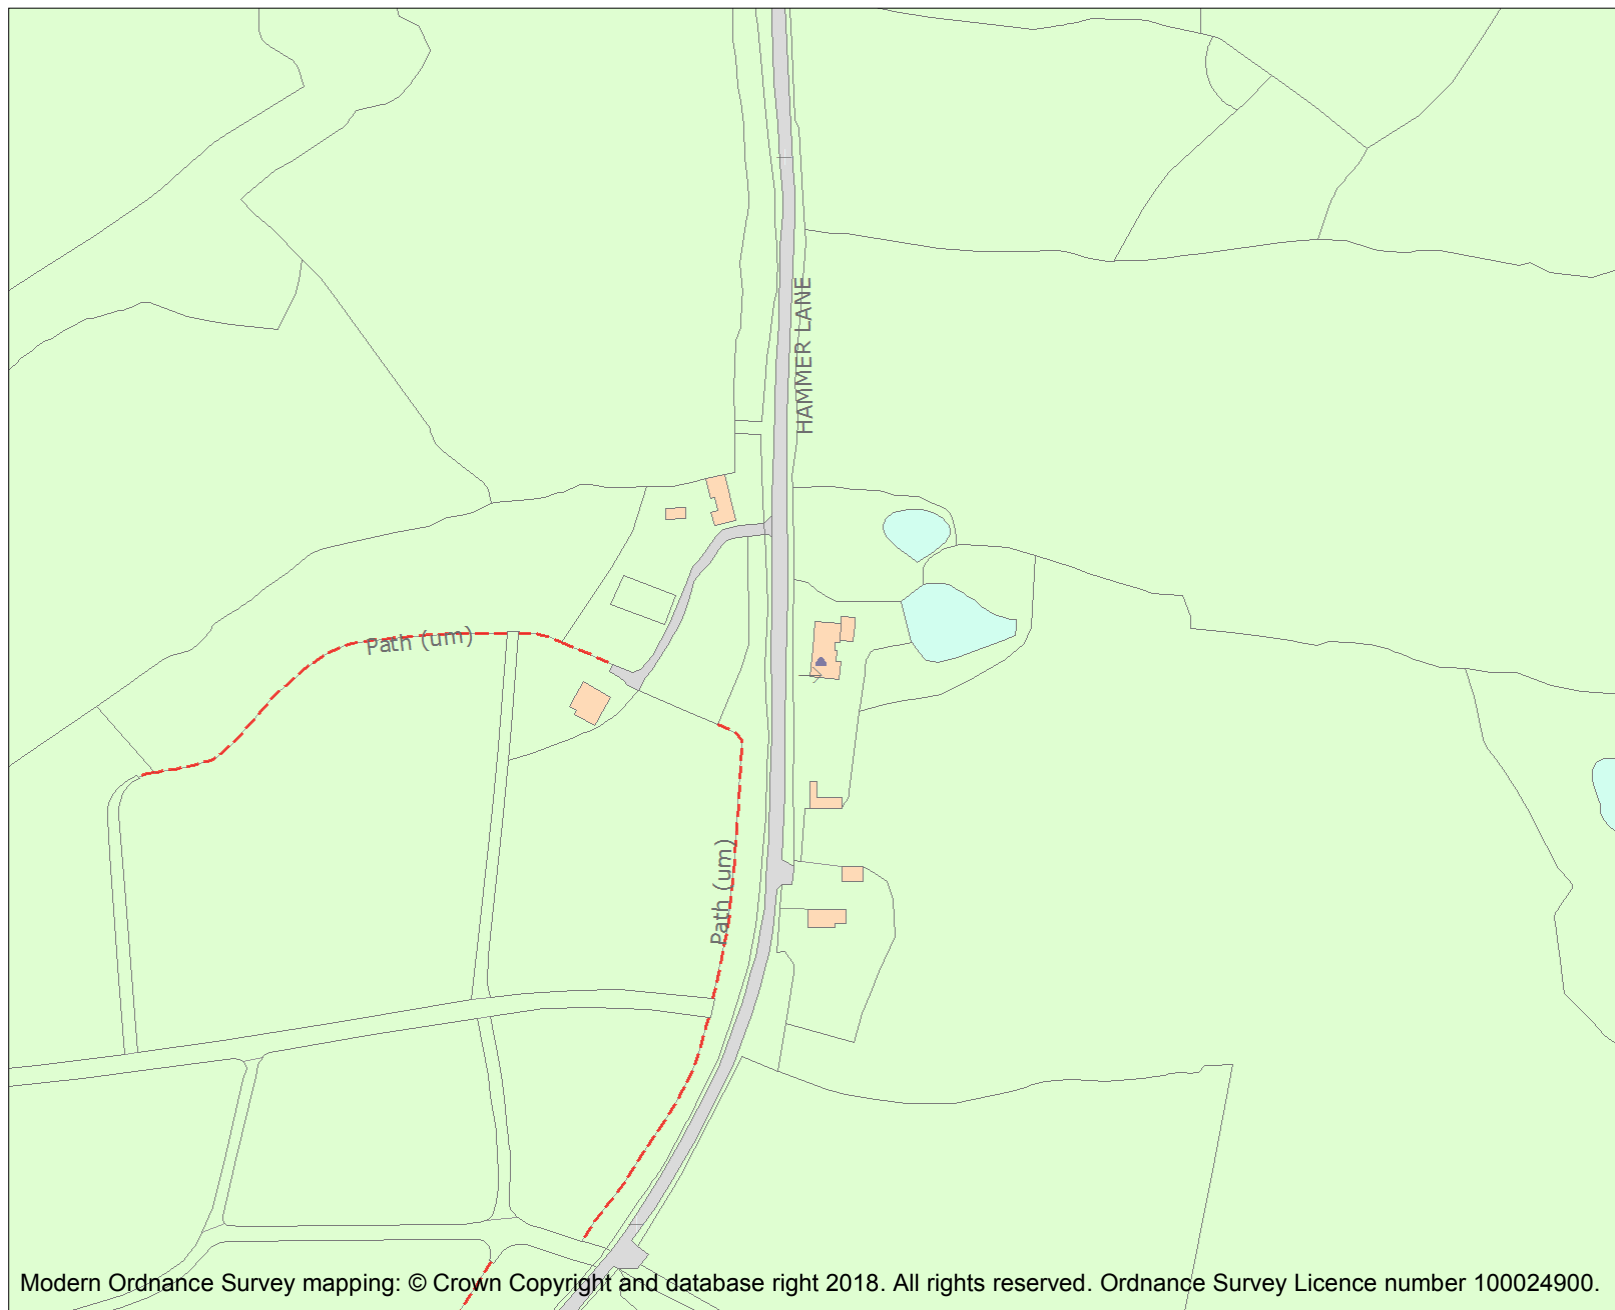 HAMMER LANE
Path (um)
Path (um)
Modern Ordnance Survey mapping: © Crown Copyright and database right 2018. All rights reserved. Ordnance Survey Licence number 100024900.